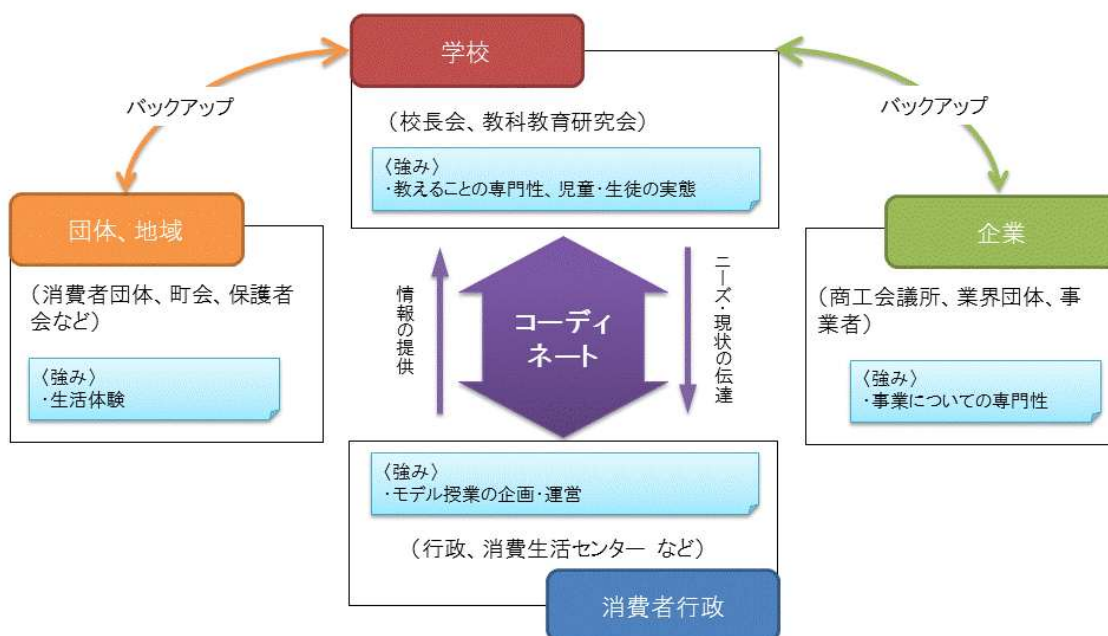 学校
バックアップ
バックアップ
（校長会、教科教育研究会）
〈強み〉
・教えることの専門性、児童・生徒の実態
団体、地域
（消費者団体、町会、保護者
会など）
〈強み〉
・生活体験
企業
（商工会議所、業界団体、事
業者）
〈強み〉
・事業についての専門性
情報の提供
コーディ
ネート
ニーズ・現状の伝達
〈強み〉
・モデル授業の企画・運営
（行政、消費生活センター など）
消費者行政